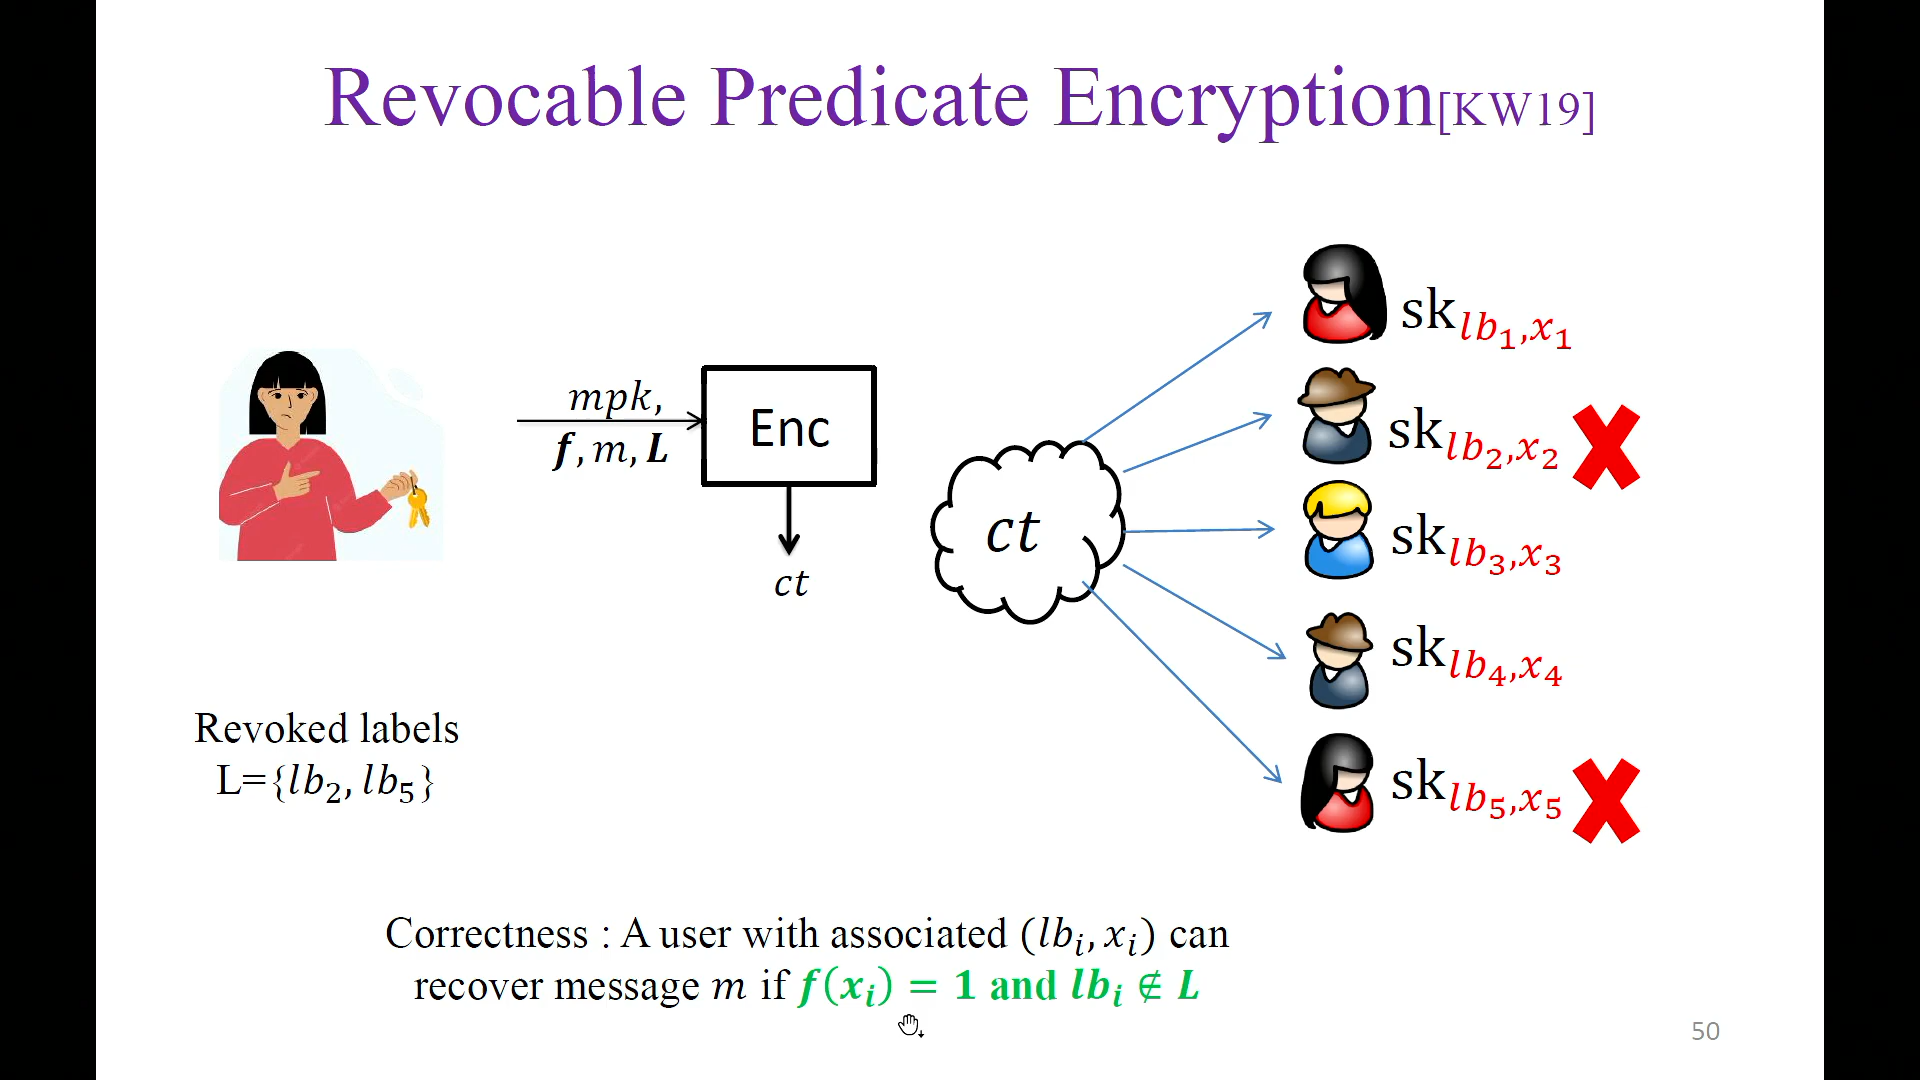 Revocable Predicate Encryption[KW19]
mpk,
f, m, L
Enc
ct
ct
sk_{lb_1,x_1}
sk_{lb_2,x_2}
sk_{lb_3,x_3}
sk_{lb_4,x_4}
sk_{lb_5,x_5}
Revoked labels
L={lb_2, lb_5}
Correctness : A user with associated (lb_i, x_i) can
recover message m if f(x_i) = 1 and lb_i ∉ L
50